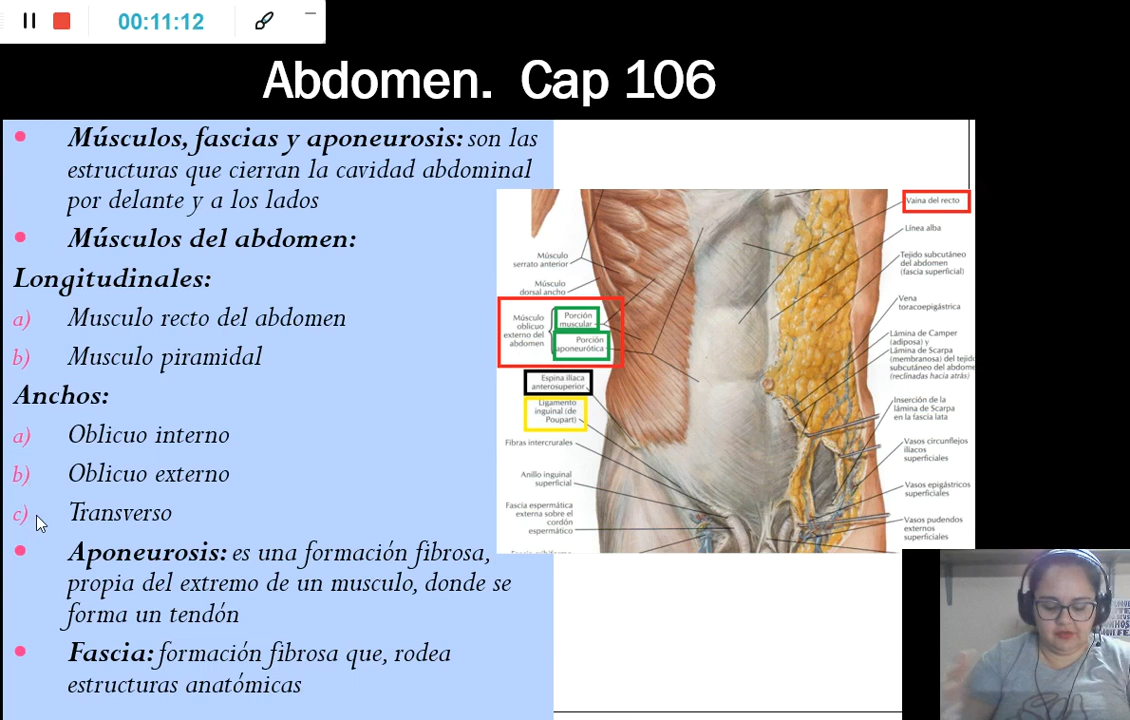 00:11:12
Abdomen. Cap 106
• Músculos, fascias y aponeurosis: son las
estructuras que cierran la cavidad abdominal
por delante y a los lados
• Músculos del abdomen:
Longitudinales:
a) Musculo recto del abdomen
b) Musculo piramidal
Anchos:
a) Oblicuo interno
b) Oblicuo externo
c) Transverso
• Aponeurosis: es una formación fibrosa,
propia del extremo de un musculo, donde se
forma un tendón
• Fascia: formación fibrosa que, rodea
estructuras anatómicas
Músculo
serrato anterior
Músculo
dorsal ancho
Músculo
oblicuo
externo del
abdomen
Porción
muscular
Porción
aponeurótica
Espina ilíaca
anterosuperior
Ligamento
inguinal (de
Poupart)
Fibras intercrurales
Anillo inguinal
superficial
Fascia espermática
externa sobre el
cordón
espermático
Vaina del recto
Línea alba
Tejido subcutáneo
del abdomen
(fascia superficial)
Vena
toracoepigástrica
Lámina de Camper
(adiposa) y
Lámina de Scarpa
(membranosa) del tejido
subcutáneo del abdome
(reclinadas hacia atrás)
Inserción de la
lámina de Scarpa
en la fascia lata
Vasos circunflejos
ilíacos
superficiales
Vasos epigástricos
superficiales
Vasos pudendos
externos
superficiales